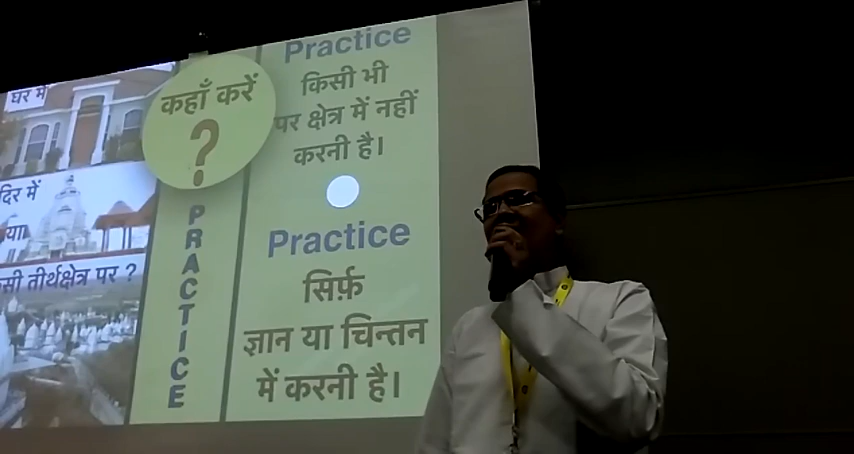 घर में
दिर में
या
सी तीर्थक्षेत्र पर ?
कहाँ करें
?
PRACTICE
Practice
किसी भी
पर क्षेत्र में नहीं
करनी है।
Practice
सिर्फ़
ज्ञान या चिन्तन
में करनी है।